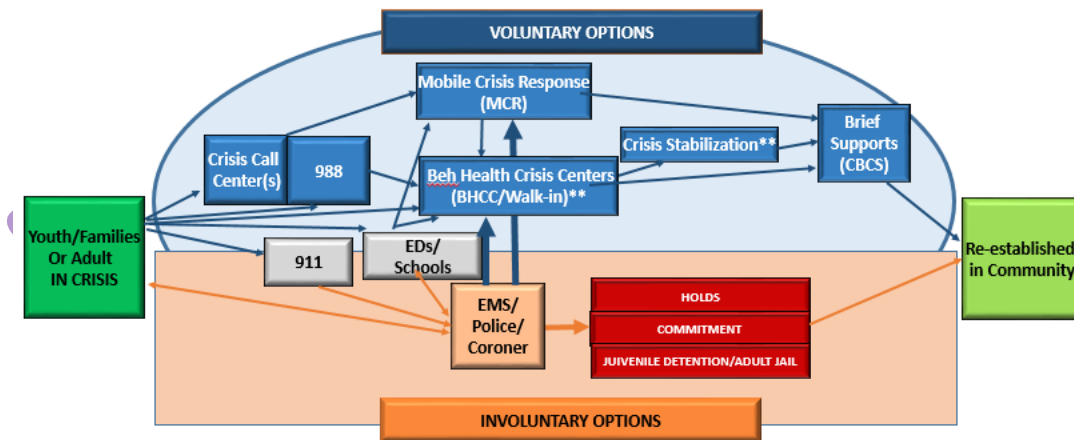 VOLUNTARY OPTIONS
Mobile Crisis Response
(MCR)
Crisis Call
Center(s)
988
Beh Health Crisis Centers
(BHCC/Walk-in)**
Crisis Stabilization**
Brief
Supports
(CBCS)
Youth/Families
Or Adult
IN CRISIS
911
EDs/
Schools
EMS/
Police/
Coroner
HOLDS
COMMITMENT
JUIVENILE DETENTION/ADULT JAIL
Re-established
in Community
INVOLUNTARY OPTIONS